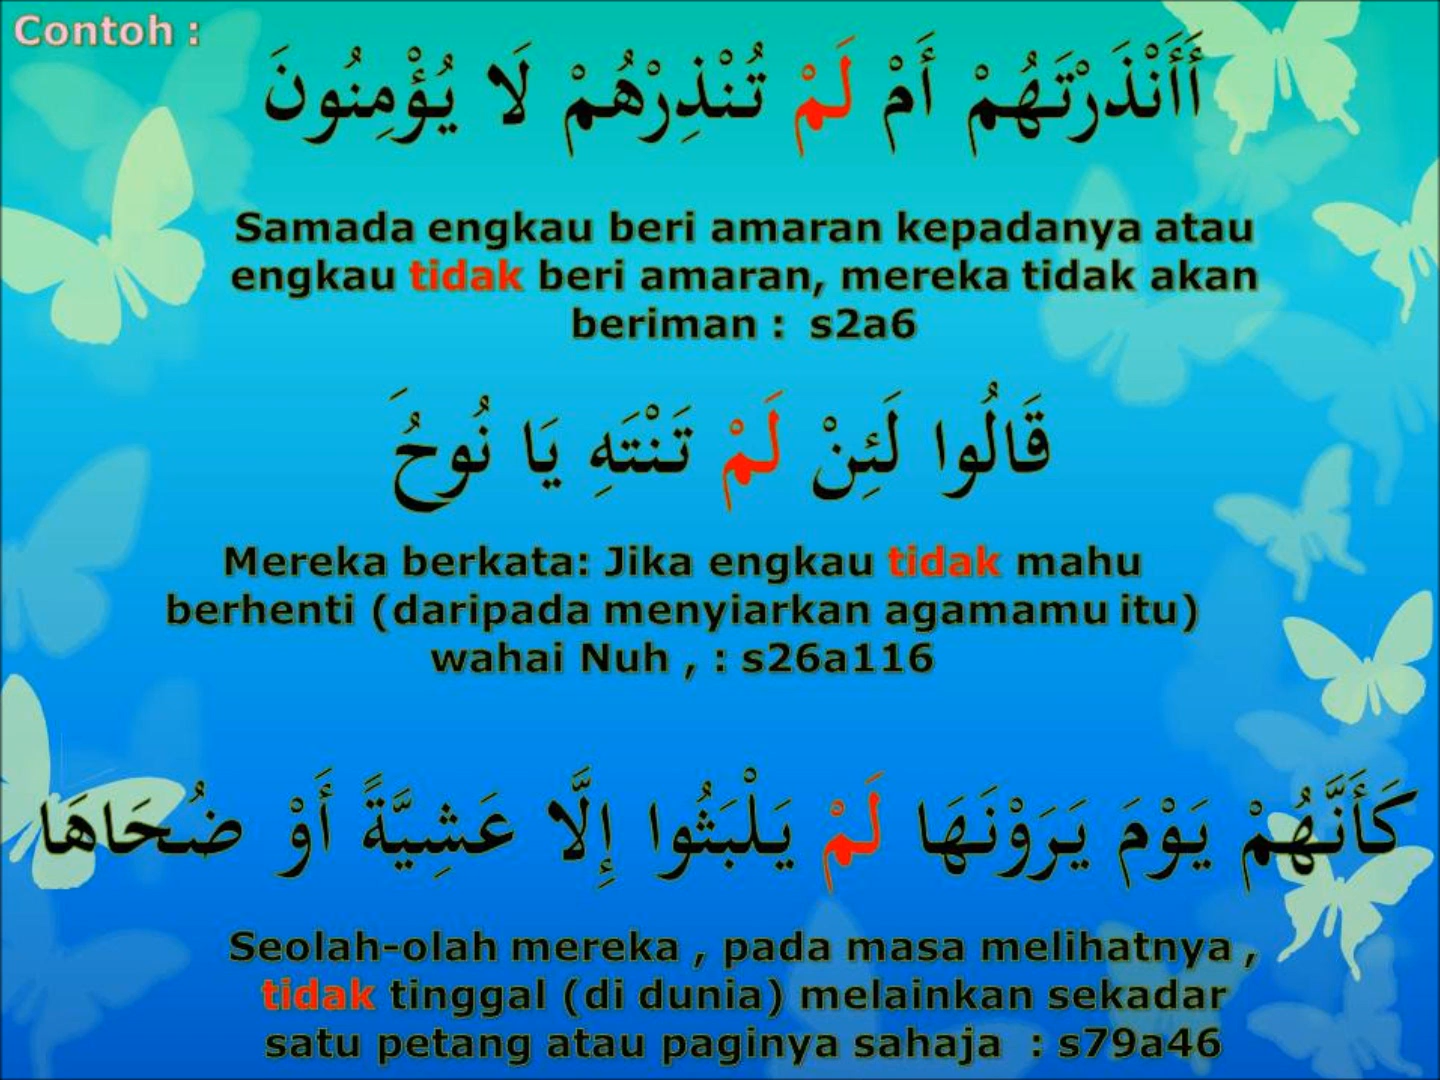 Contoh :
أَأَنْذَرْتَهُمْ أَمْ لَمْ تُنْذِرْهُمْ لَا يُؤْمِنُونَ
Samada engkau beri amaran kepadanya atau
engkau tidak beri amaran, mereka tidak akan
beriman : s2a6
قَالُوا لَئِنْ لَمْ تَنْتَهِ يَا نُوحُ َ
Mereka berkata: Jika engkau tidak mahu
berhenti (daripada menyiarkan agamamu itu)
wahai Nuh , : s26a116
كَأَنَّهُمْ يَوْمَ يَرَوْنَهَا لَمْ يَلْبَثُوا إِلَّا عَشِيَّةً أَوْ ضُحَاهَا
Seolah-olah mereka , pada masa melihatnya ,
tidak tinggal (di dunia) melainkan sekadar
satu petang atau paginya sahaja : s79a46